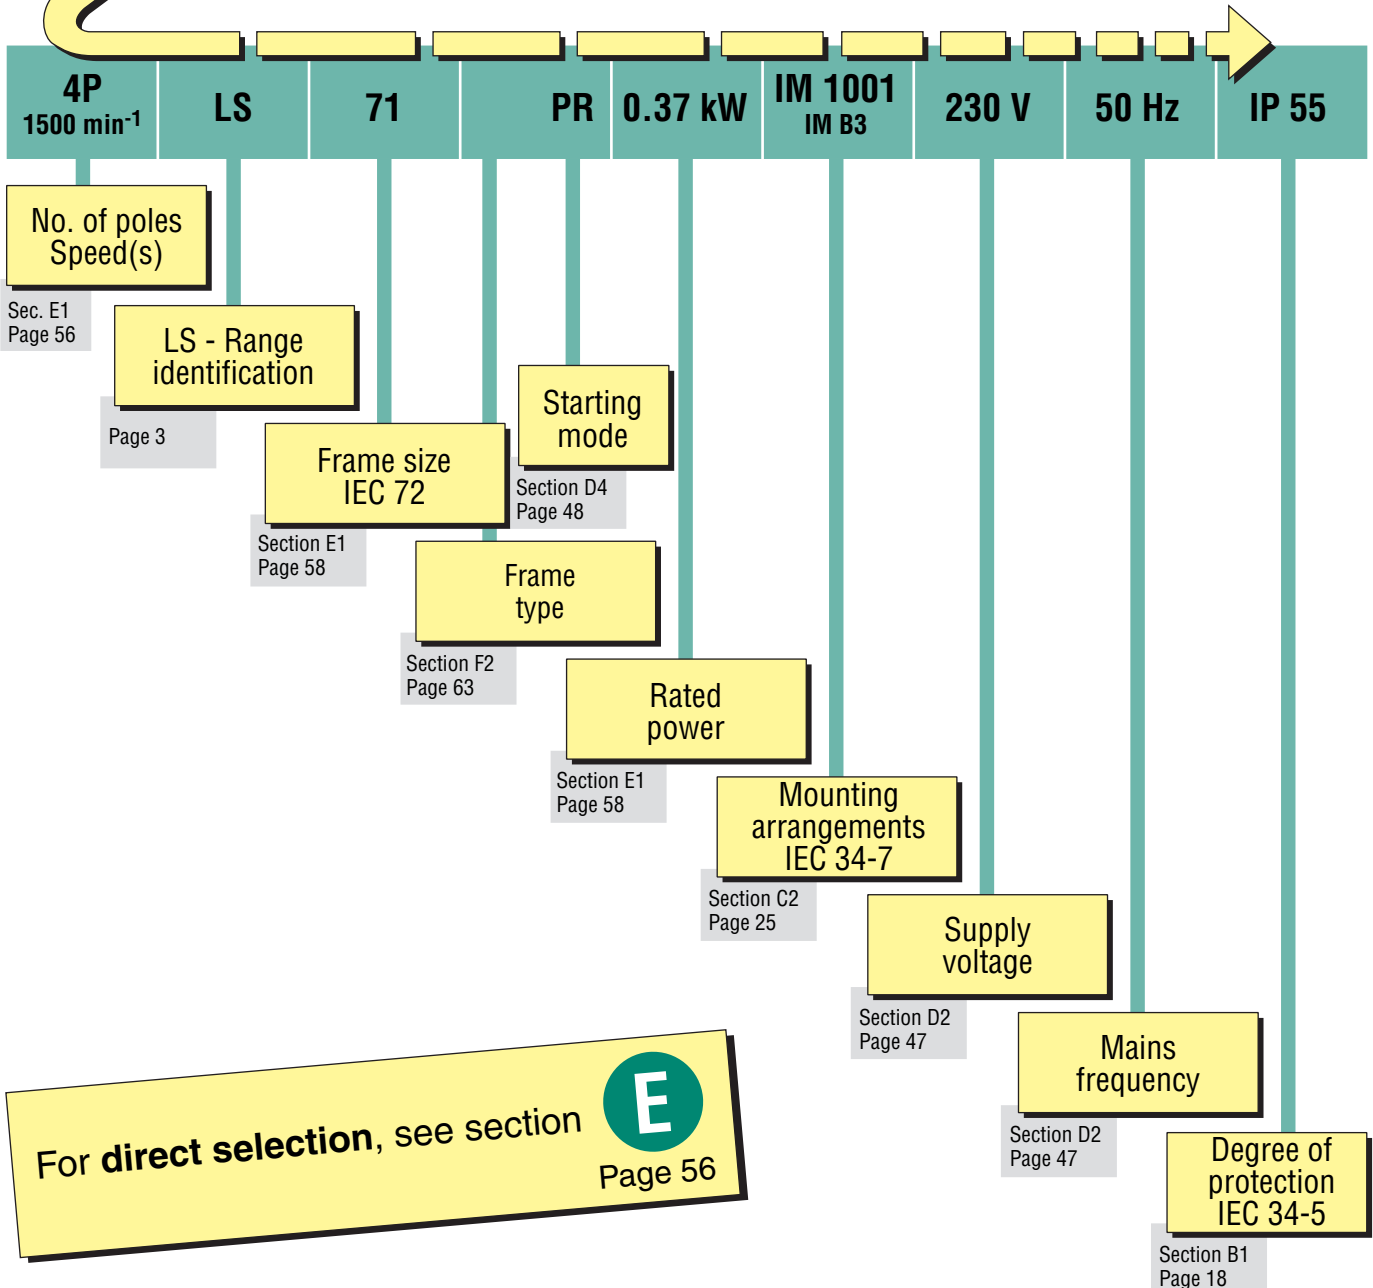 4P
1500 min-1
LS
71
PR
0.37 kW
IM 1001
IM B3
230 V
50 Hz
IP 55
No. of poles
Speed(s)
Sec. E1
Page 56
LS - Range
identification
Page 3
Starting
mode
Section D4
Page 48
Frame size
IEC 72
Section E1
Page 58
Frame
type
Section F2
Page 63
Rated
power
Section E1
Page 58
Mounting
arrangements
IEC 34-7
Section C2
Page 25
Supply
voltage
Section D2
Page 47
Mains
frequency
Section D2
Page 47
Degree of
protection
IEC 34-5
Section B1
Page 18
For direct selection, see section E
Page 56